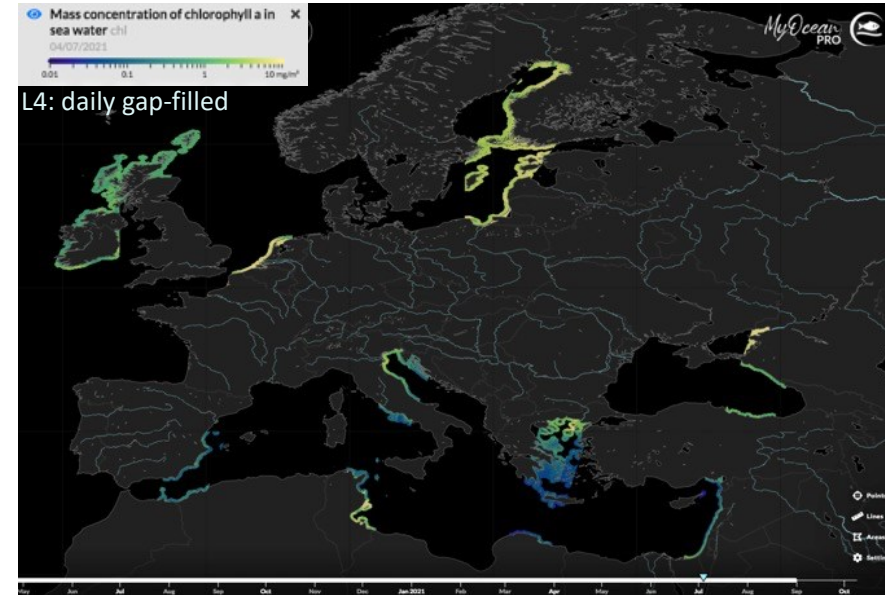 Mass concentration of chlorophyll a in
sea water chl
04/07/2021
0.01 0.1 1 10 mg/m³
L4: daily gap-filled
MyOcean
PRO
Points
Lines
Areas
May Jun Jul Aug Sep Oct Nov Dec Jan 2021 Feb Mar Apr May Jun Jul Aug Sep Oct